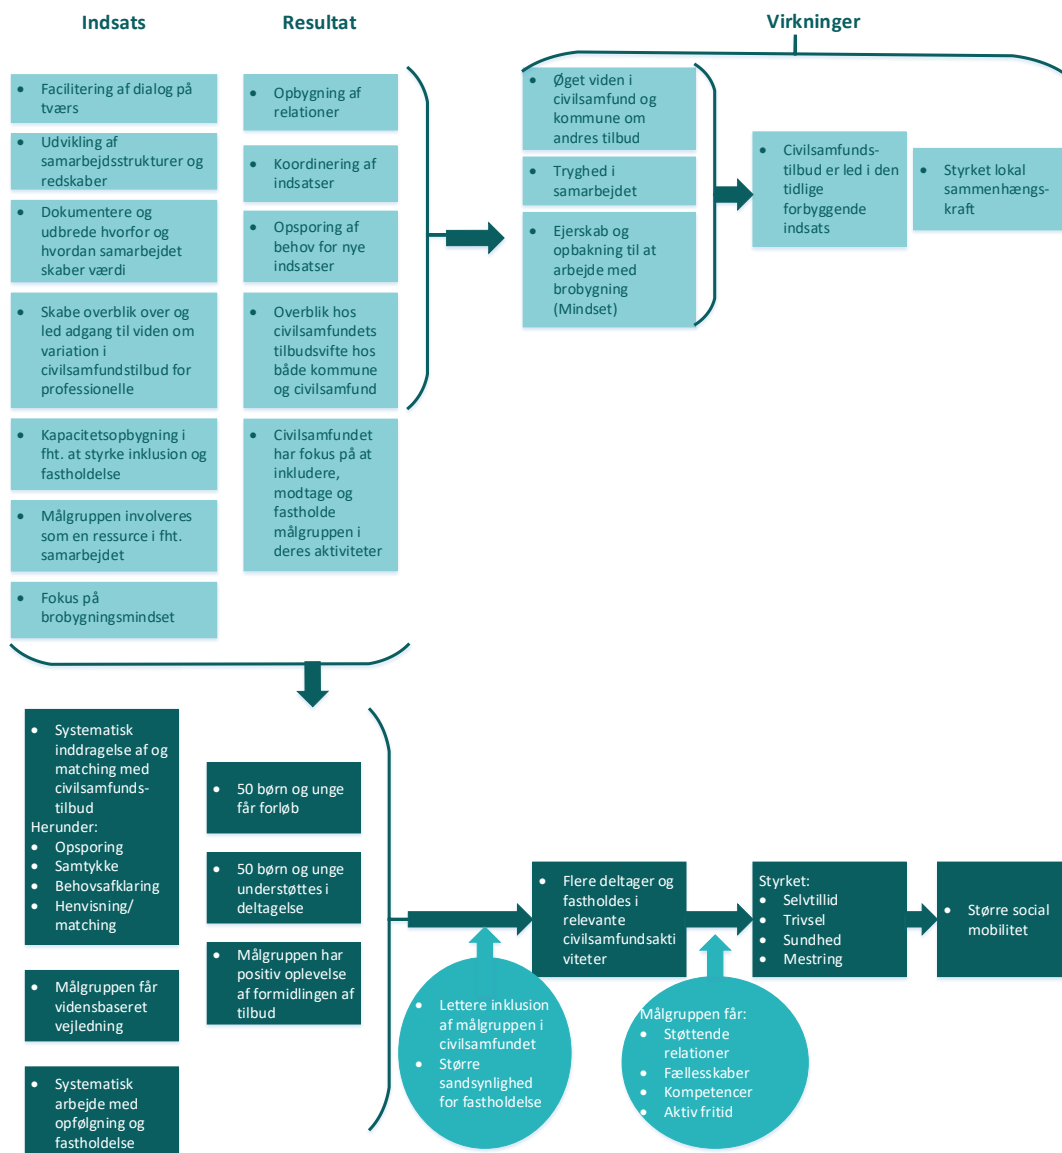 Indsats
Resultat
Virkninger
• Facilitering af dialog på
tværs
• Udvikling af
samarbejdsstrukturer og
redskaber
• Dokumentere og
udbrede hvorfor og
hvordan samarbejdet
skaber værdi
• Skabe overblik over og
led adgang til viden om
variation i
civilsamfundstilbud for
professionelle
• Kapacitetsopbygning i
fht. at styrke inklusion og
fastholdelse
• Målgruppen involveres
som en ressurce i fht.
samarbejdet
• Fokus på
brobygningsmindset
• Opbygning af
relationer
• Koordinering af
indsatser
• Opsporing af
behov for nye
indsatser
• Overblik hos
civilsamfundets
tilbudsvifte hos
både kommune
og civilsamfund
• Civilsamfundet
har fokus på at
inkludere,
modtage og
fastholde
målgruppen i
deres aktiviteter
• Øget viden i
civilsamfund og
kommune om
andres tilbud
• Tryghed i
samarbejdet
• Ejerskab og
opbakning til at
arbejde med
brobygning
(Mindset)
• Civilsamfunds-
tilbud er led i den
tidlige
forbyggende
indsats
• Styrket lokal
sammenhængs-
kraft
• Systematisk
inddragelse af og
matching med
civilsamfunds-
tilbud
Herunder:
• Opsporing
• Samtykke
• Behovsafklaring
• Henvisning/
matching
• Målgruppen får
vidensbaseret
vejledning
• Systematisk
arbejde med
opfølgning og
fastholdelse
• 50 børn og unge
får forløb
• 50 børn og unge
understøttes i
deltagelse
• Målgruppen har
positiv oplevelse
af formidlingen af
tilbud
• Lettere inklusion
af målgruppen i
civilsamfundet
• Større
sandsynlighed
for fastholdelse
• Flere deltager og
fastholdes i
relevante
civilsamfundsakti
viteter
Målgruppen får:
• Støttende
relationer
• Fællesskaber
• Kompetencer
• Aktiv fritid
Styrket:
• Selvtillid
• Trivsel
• Sundhed
• Mestring
• Større social
mobilitet